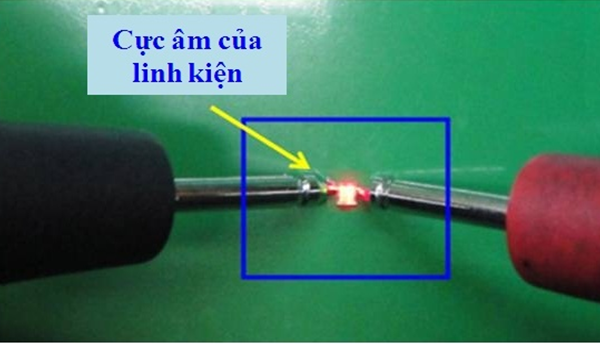 Cực âm của
linh kiện